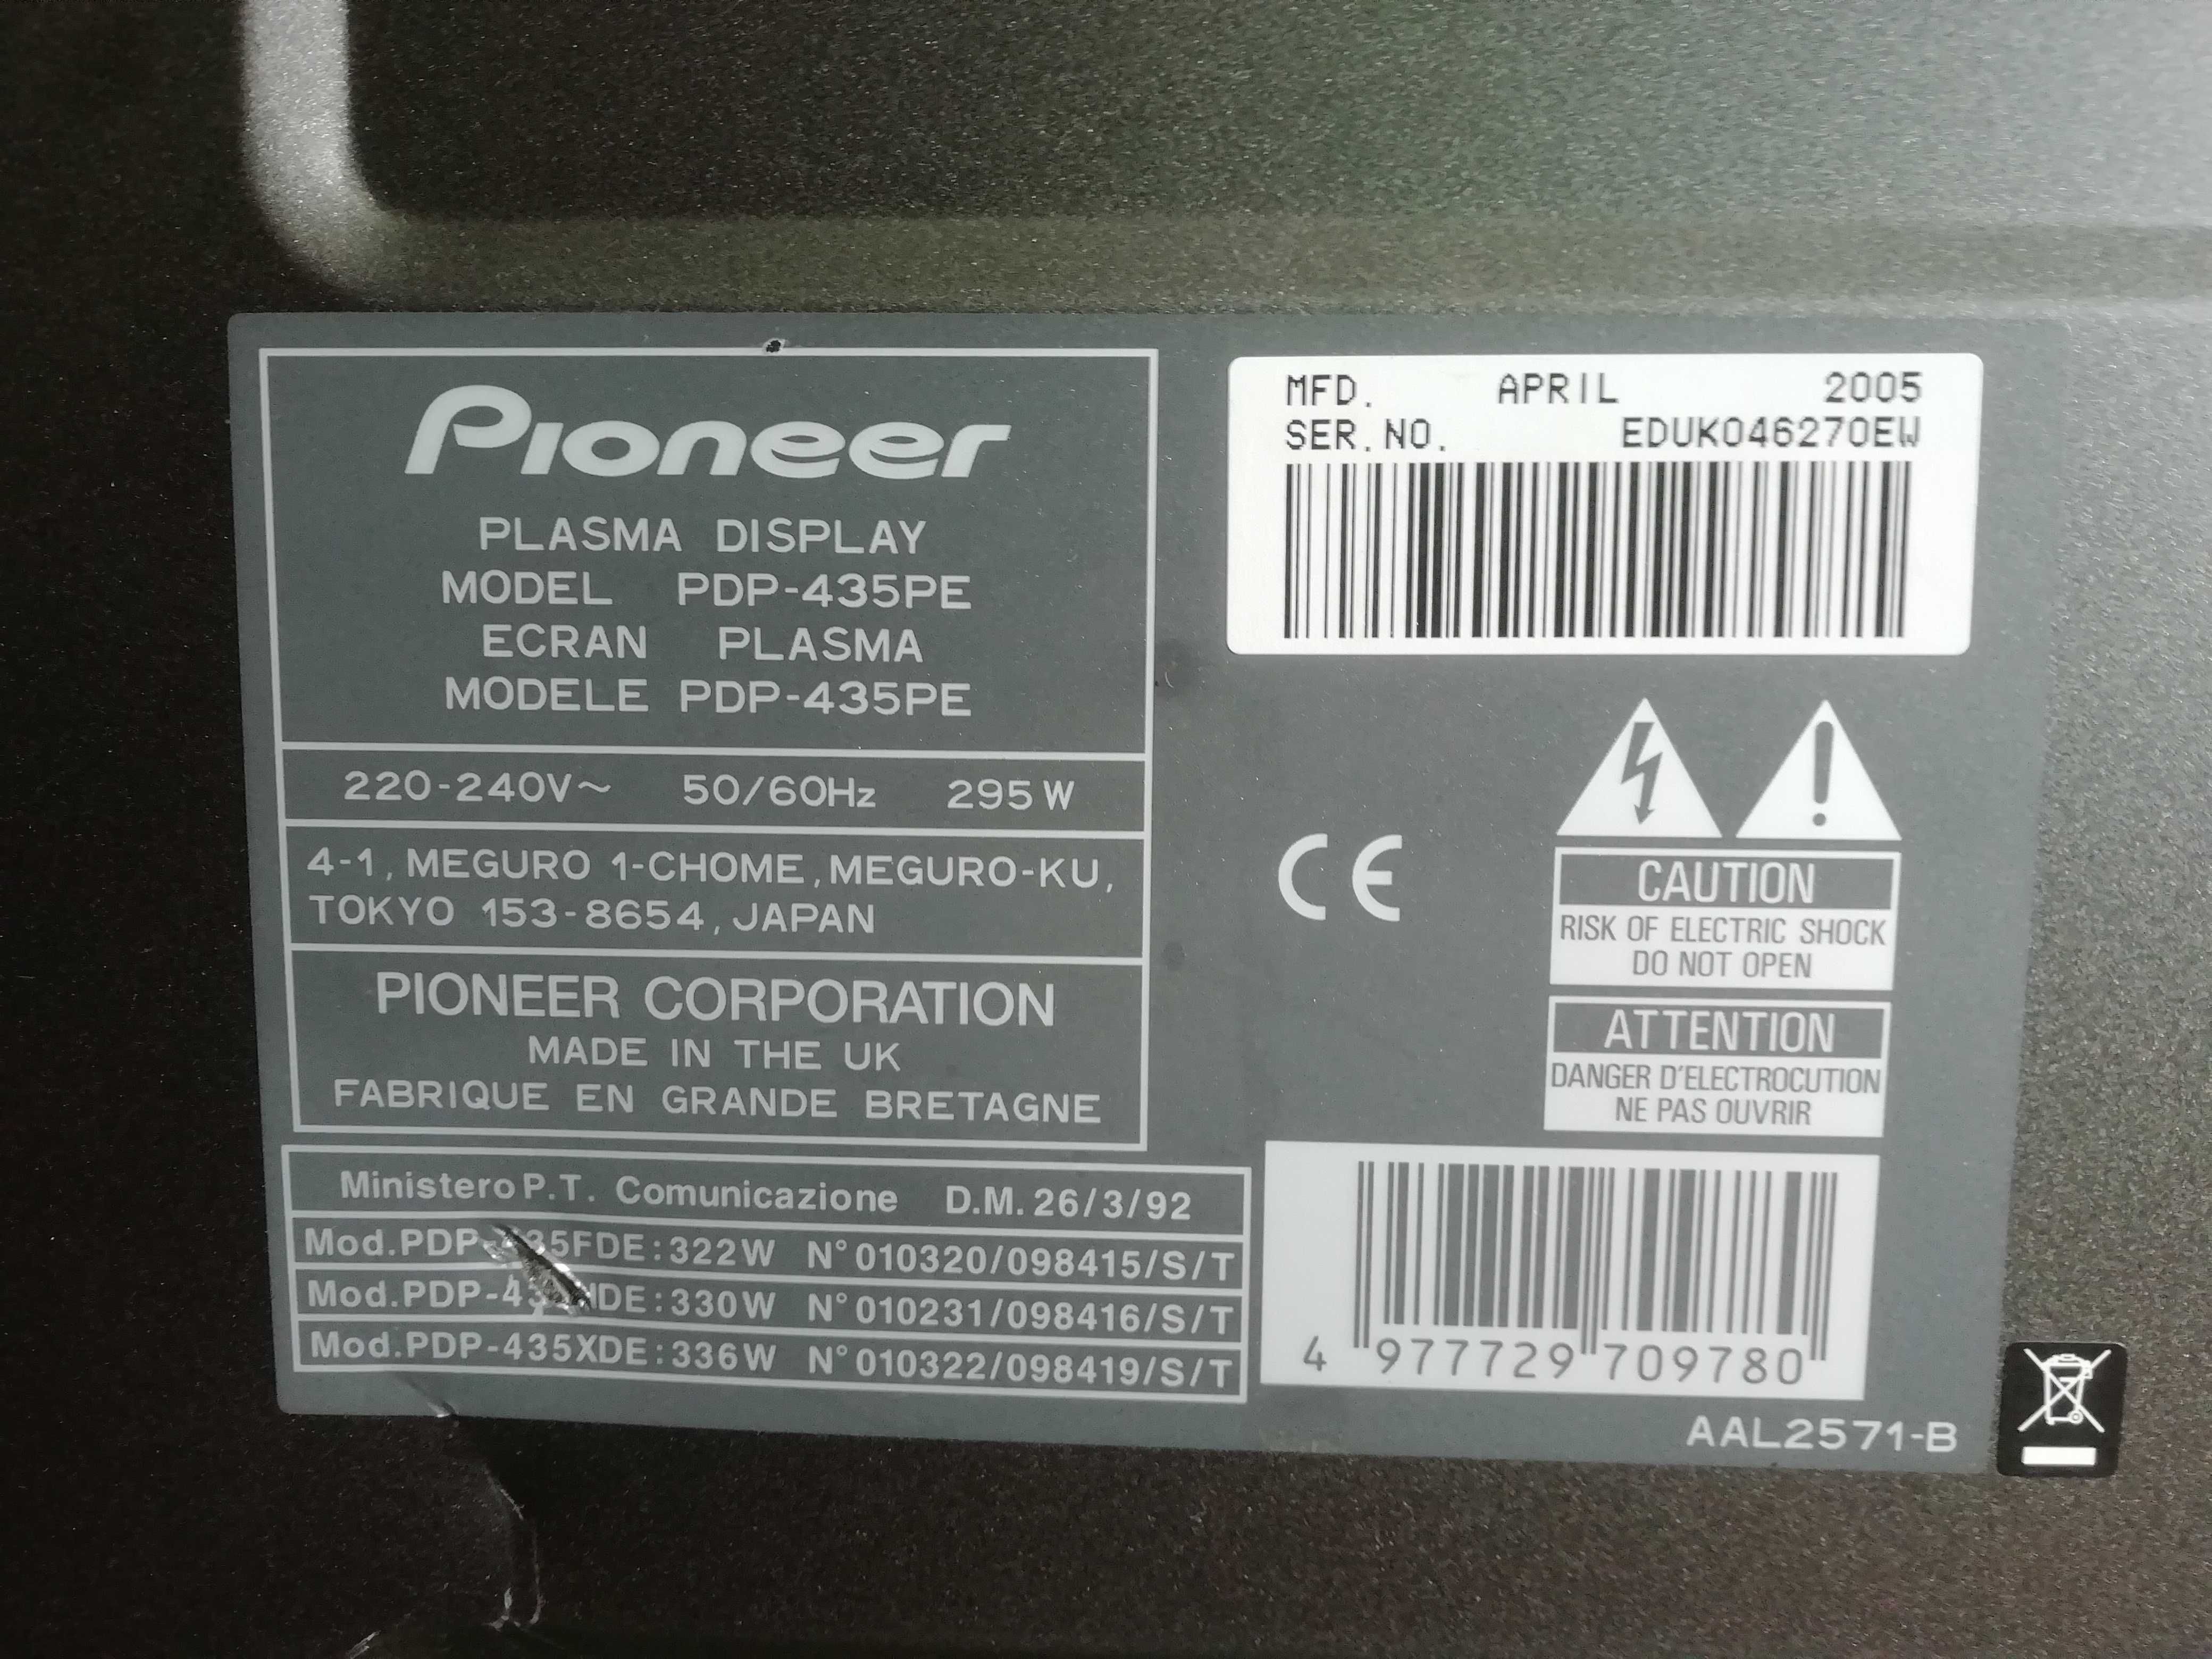 Pioneer
PLASMA DISPLAY
MODEL PDP-435PE
ECRAN PLASMA
MODELE PDP-435PE
220-240V~ 50/60Hz 295W
4-1, MEGURO 1-CHOME, MEGURO-KU,
TOKYO 153-8654, JAPAN
PIONEER CORPORATION
MADE IN THE UK
FABRIQUE EN GRANDE BRETAGNE
Ministero P.T. Comunicazione D.M. 26/3/92
:322W N° 010320/098415/S/T
:330W N° 010231/098416/S/T
Mod.PDP-435XDE:336W N° 010322/098419/S/T
MFD. APRIL 2005
SER.NO. EDUK046270EW
CE
CAUTION
RISK OF ELECTRIC SHOCK
DO NOT OPEN
ATTENTION
DANGER D'ELECTROCUTION
NE PAS OUVRIR
4 977729 709780
AAL2571-B